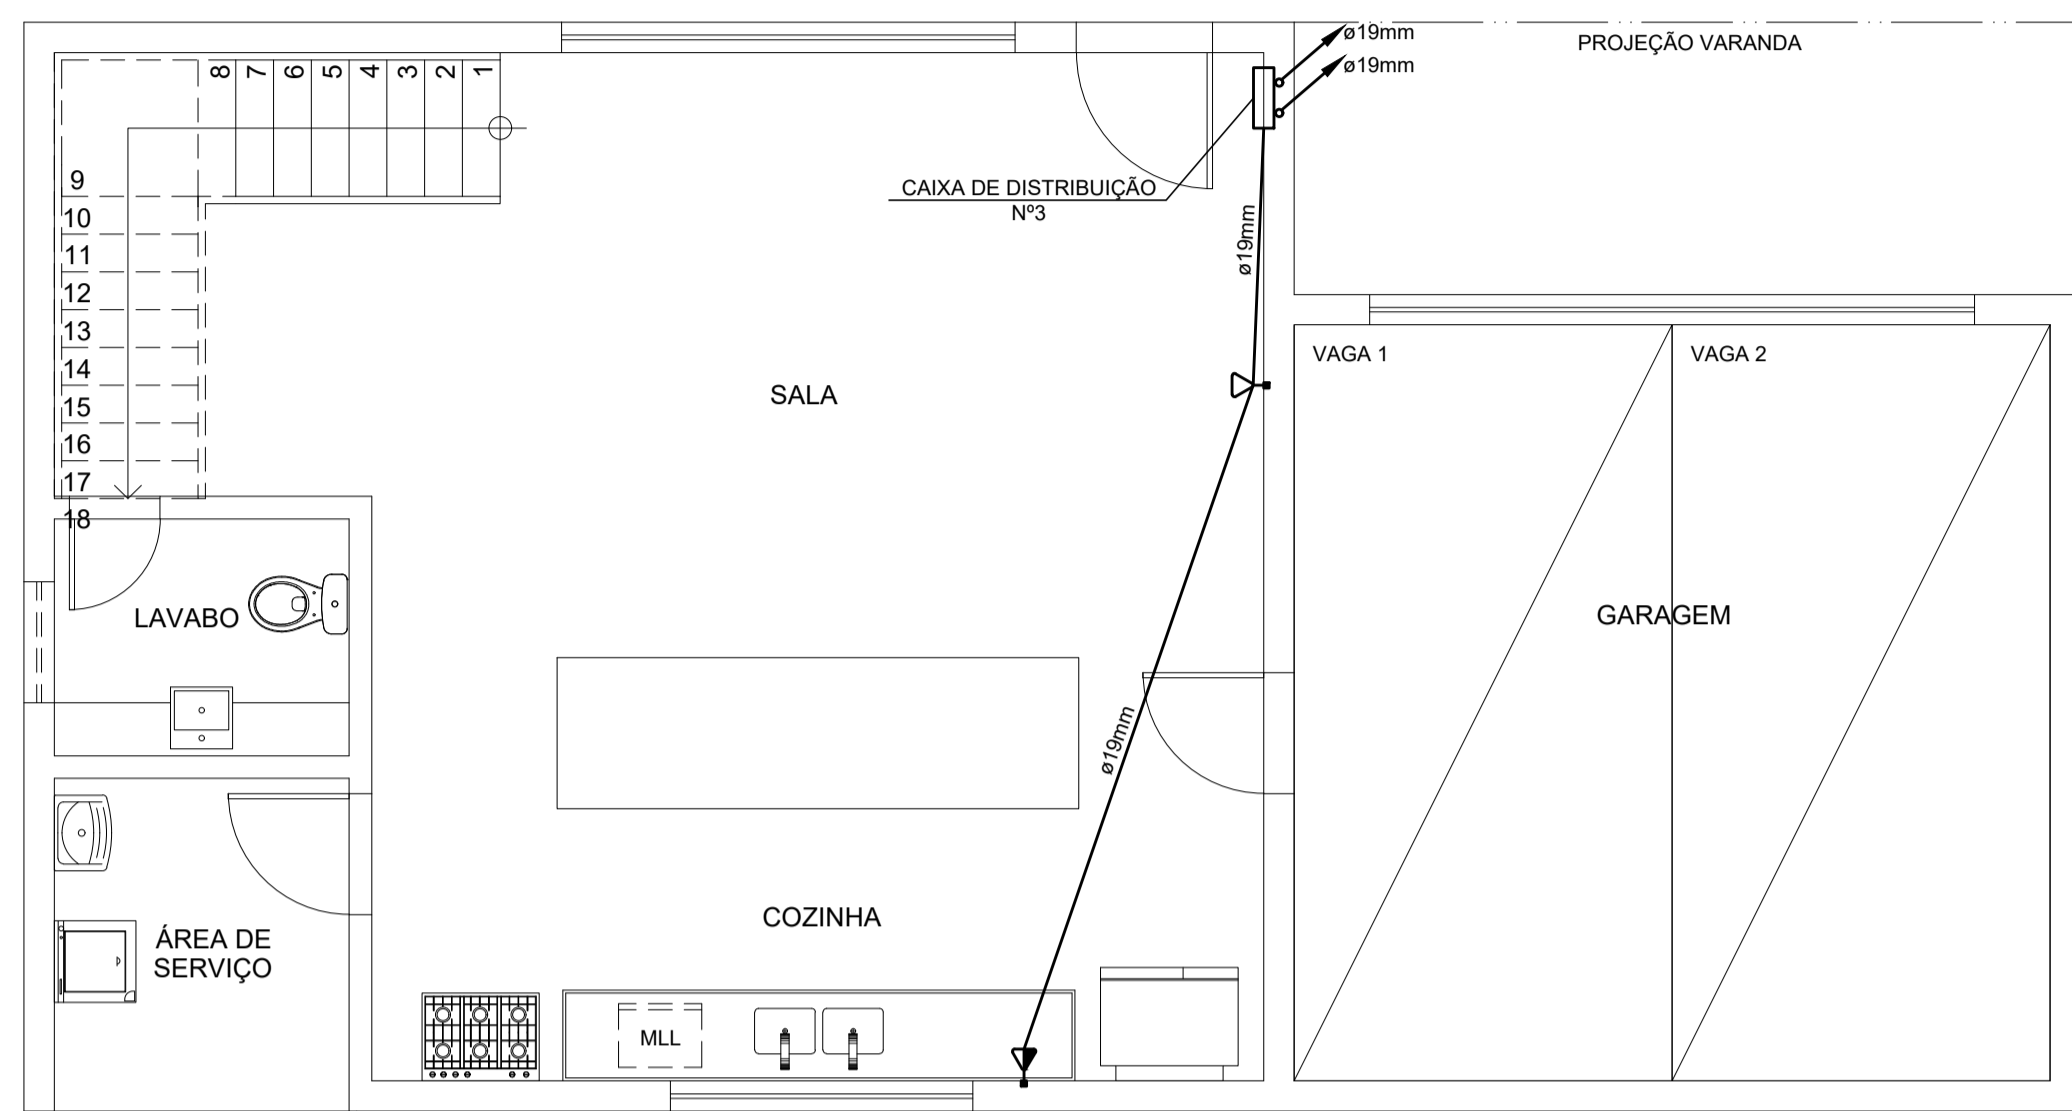 ø19mm
PROJEÇÃO VARANDA
ø19mm
8 7 6 5 4 3 2 1
9
CAIXA DE DISTRIBUIÇÃO
Nº3
10
ø19mm
11
12
13
VAGA 1
VAGA 2
14
SALA
15
16
17
18
LAVABO
GARAGEM
ø19mm
COZINHA
ÁREA DE
SERVIÇO
MLL